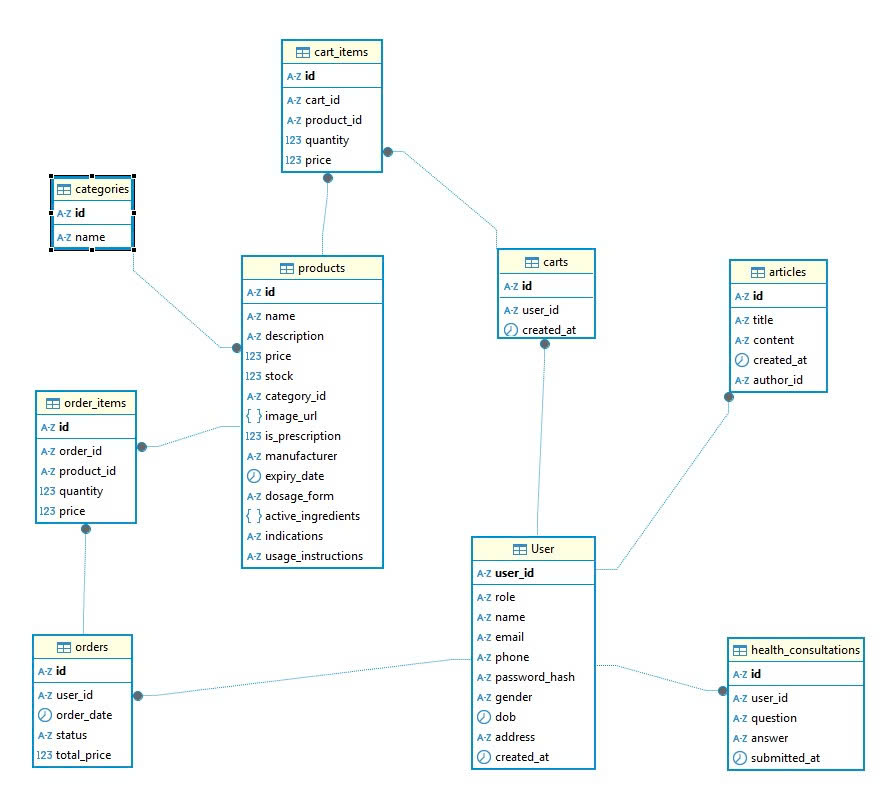 cart_items
A-Z id
A-Z cart_id
A-Z product_id
123 quantity
123 price
categories
A-Z id
A-Z name
products
A-Z id
A-Z name
A-Z description
123 price
123 stock
A-Z category_id
{ } image_url
123 is_prescription
A-Z manufacturer
expiry_date
A-Z dosage_form
{ } active_ingredients
A-Z indications
A-Z usage_instructions
carts
A-Z id
A-Z user_id
created_at
articles
A-Z id
A-Z title
A-Z content
created_at
A-Z author_id
order_items
A-Z id
A-Z order_id
A-Z product_id
123 quantity
123 price
User
A-Z user_id
A-Z role
A-Z name
A-Z email
A-Z phone
A-Z password_hash
A-Z gender
dob
A-Z address
created_at
orders
A-Z id
A-Z user_id
order_date
A-Z status
123 total_price
health_consultations
A-Z id
A-Z user_id
A-Z question
A-Z answer
submitted_at